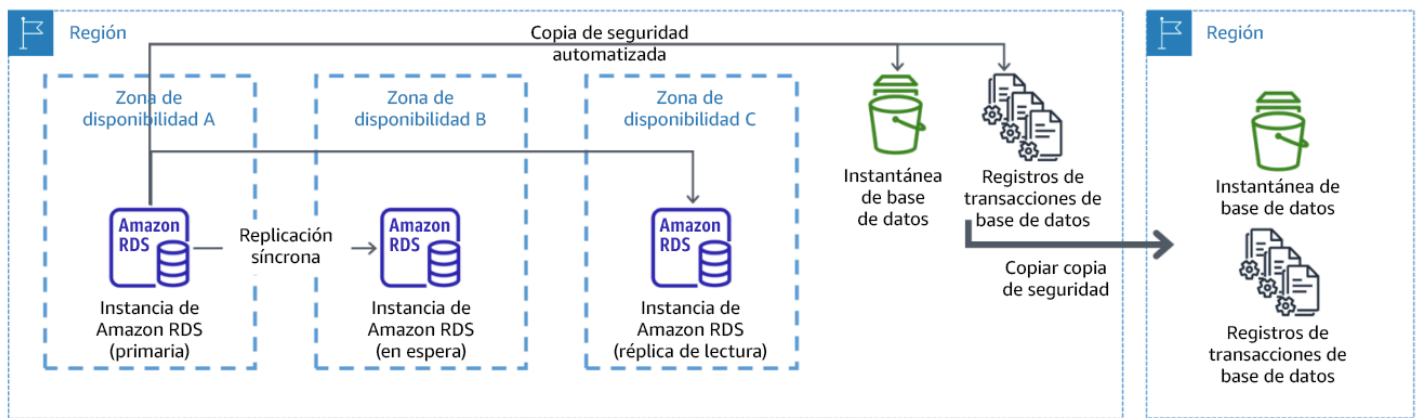 Región
Copia de seguridad
automatizada
Región
Zona de
disponibilidad A
Zona de
disponibilidad B
Zona de
disponibilidad C
Instantánea
de base
de datos
Registros de
transacciones de
base de datos
Instantánea de
base de datos
Amazon
RDS
Replicación
síncrona
Amazon
RDS
Amazon
RDS
Copiar copia
de seguridad
Instancia de
Amazon RDS
(primaria)
Instancia de
Amazon RDS
(en espera)
Instancia de
Amazon RDS
(réplica de lectura)
Registros de
transacciones de
base de datos